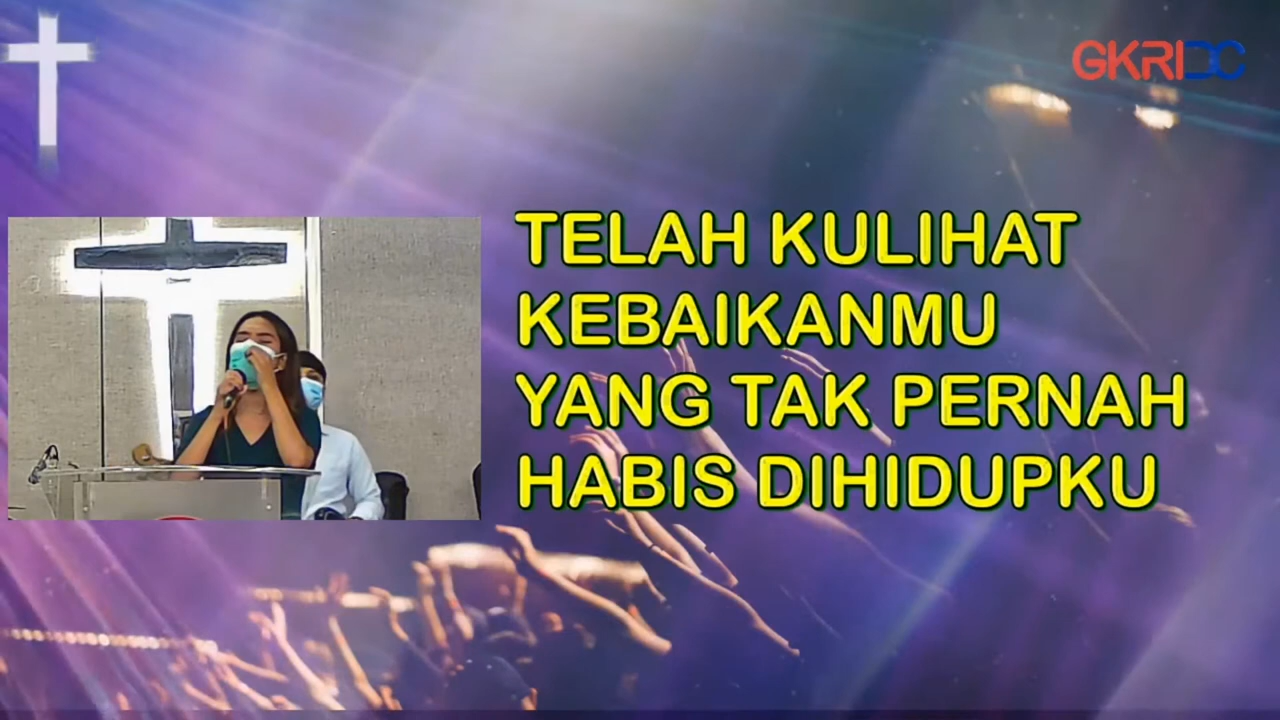 GKRIDC
TELAH KULIHAT
KEBAIKANMU
YANG TAK PERNAH
HABIS DIHIDUPKU